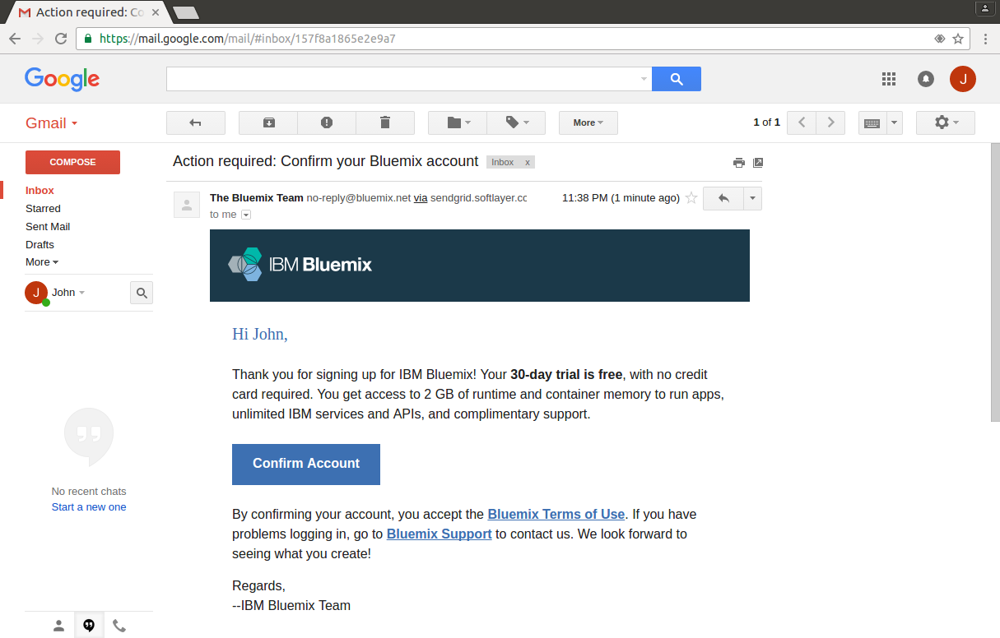 Action required: Co
https://mail.google.com/mail/#inbox/157f8a1865e2e9a7
Google
J
Gmail
More
1 of 1
COMPOSE
Inbox
Starred
Sent Mail
Drafts
More
J John
No recent chats
Start a new one
Action required: Confirm your Bluemix account Inbox x
The Bluemix Team no-reply@bluemix.net via sendgrid.softlayer.cc 11:38 PM (1 minute ago)
to me
IBM Bluemix
Hi John,
Thank you for signing up for IBM Bluemix! Your 30-day trial is free, with no credit
card required. You get access to 2 GB of runtime and container memory to run apps,
unlimited IBM services and APIs, and complimentary support.
Confirm Account
By confirming your account, you accept the Bluemix Terms of Use. If you have
problems logging in, go to Bluemix Support to contact us. We look forward to
seeing what you create!
Regards,
--IBM Bluemix Team